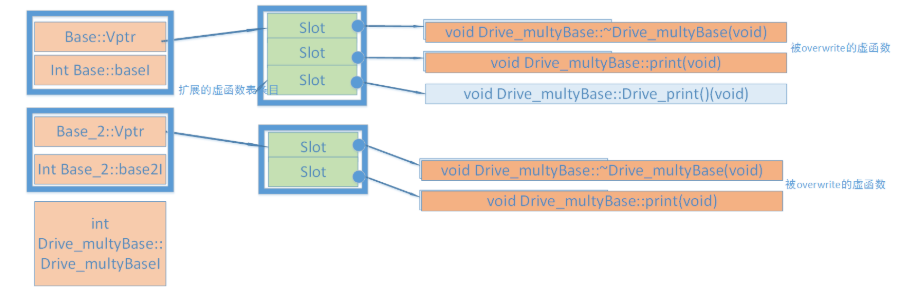 Base::Vptr
Int Base::baseI
Slot
Slot
Slot
void Drive_multyBase::~Drive_multyBase(void)
void Drive_multyBase::print(void)
void Drive_multyBase::Drive_print()(void)
被overwrite的虚函数
扩展的虚函数表条目
Base_2::Vptr
Int Base_2::base2I
Slot
Slot
void Drive_multyBase::~Drive_multyBase(void)
void Drive_multyBase::print(void)
被overwrite的虚函数
int
Drive_multyBase::
Drive_multyBaseI